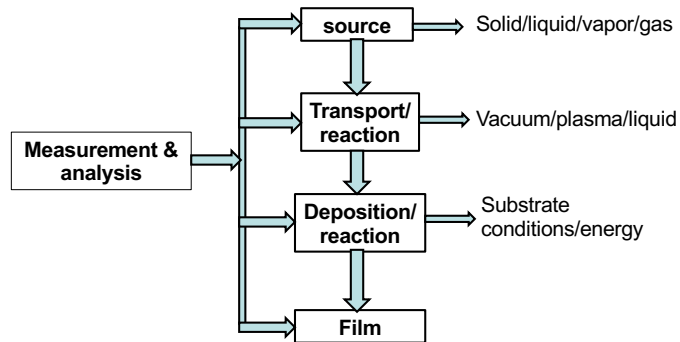 source
Solid/liquid/vapor/gas
Transport/
reaction
Vacuum/plasma/liquid
Measurement &
analysis
Deposition/
reaction
Substrate
conditions/energy
Film